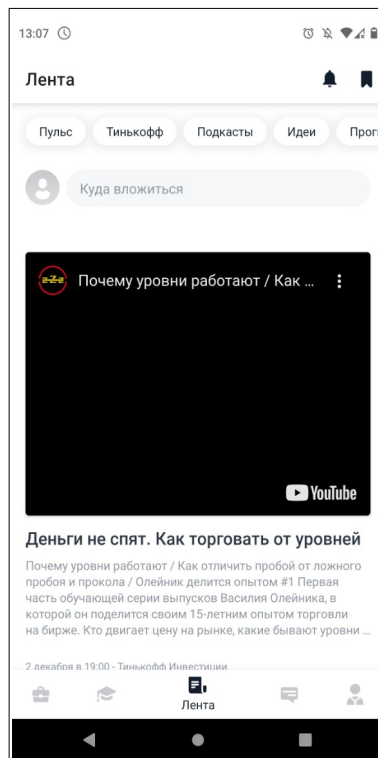 13:07
Лента
Пульс Тинькофф Подкасты Идеи Прог
Куда вложиться
Почему уровни работают / Как ...
YouTube
Деньги не спят. Как торговать от уровней
Почему уровни работают / Как отличить пробой от ложного
пробоя и прокола / Олейник делится опытом #1 Первая
часть обучающей серии выпусков Василия Олейника, в
которой он поделится своим 15-летним опытом торговли
на бирже. Кто двигает цену на рынке, какие бывают уровни ...
2 декабря в 19:00 - Тинькофф Инвестиции
Лента